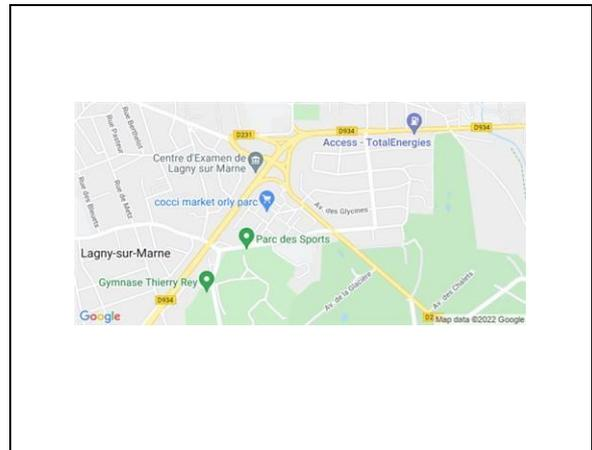 Rue Berthelot
Rue Pasteur
D231
D934
D934
Access - TotalEnergies
Centre d'Examen de
Lagny sur Marne
Rue des Bleuets
Rue de Metz
cocci market orly parc
Av. des Glycines
Parc des Sports
Lagny-sur-Marne
Gymnase Thierry Rey
Av. de la Glacière
Av. des Chalets
D934
Google
Map data ©2022 Google